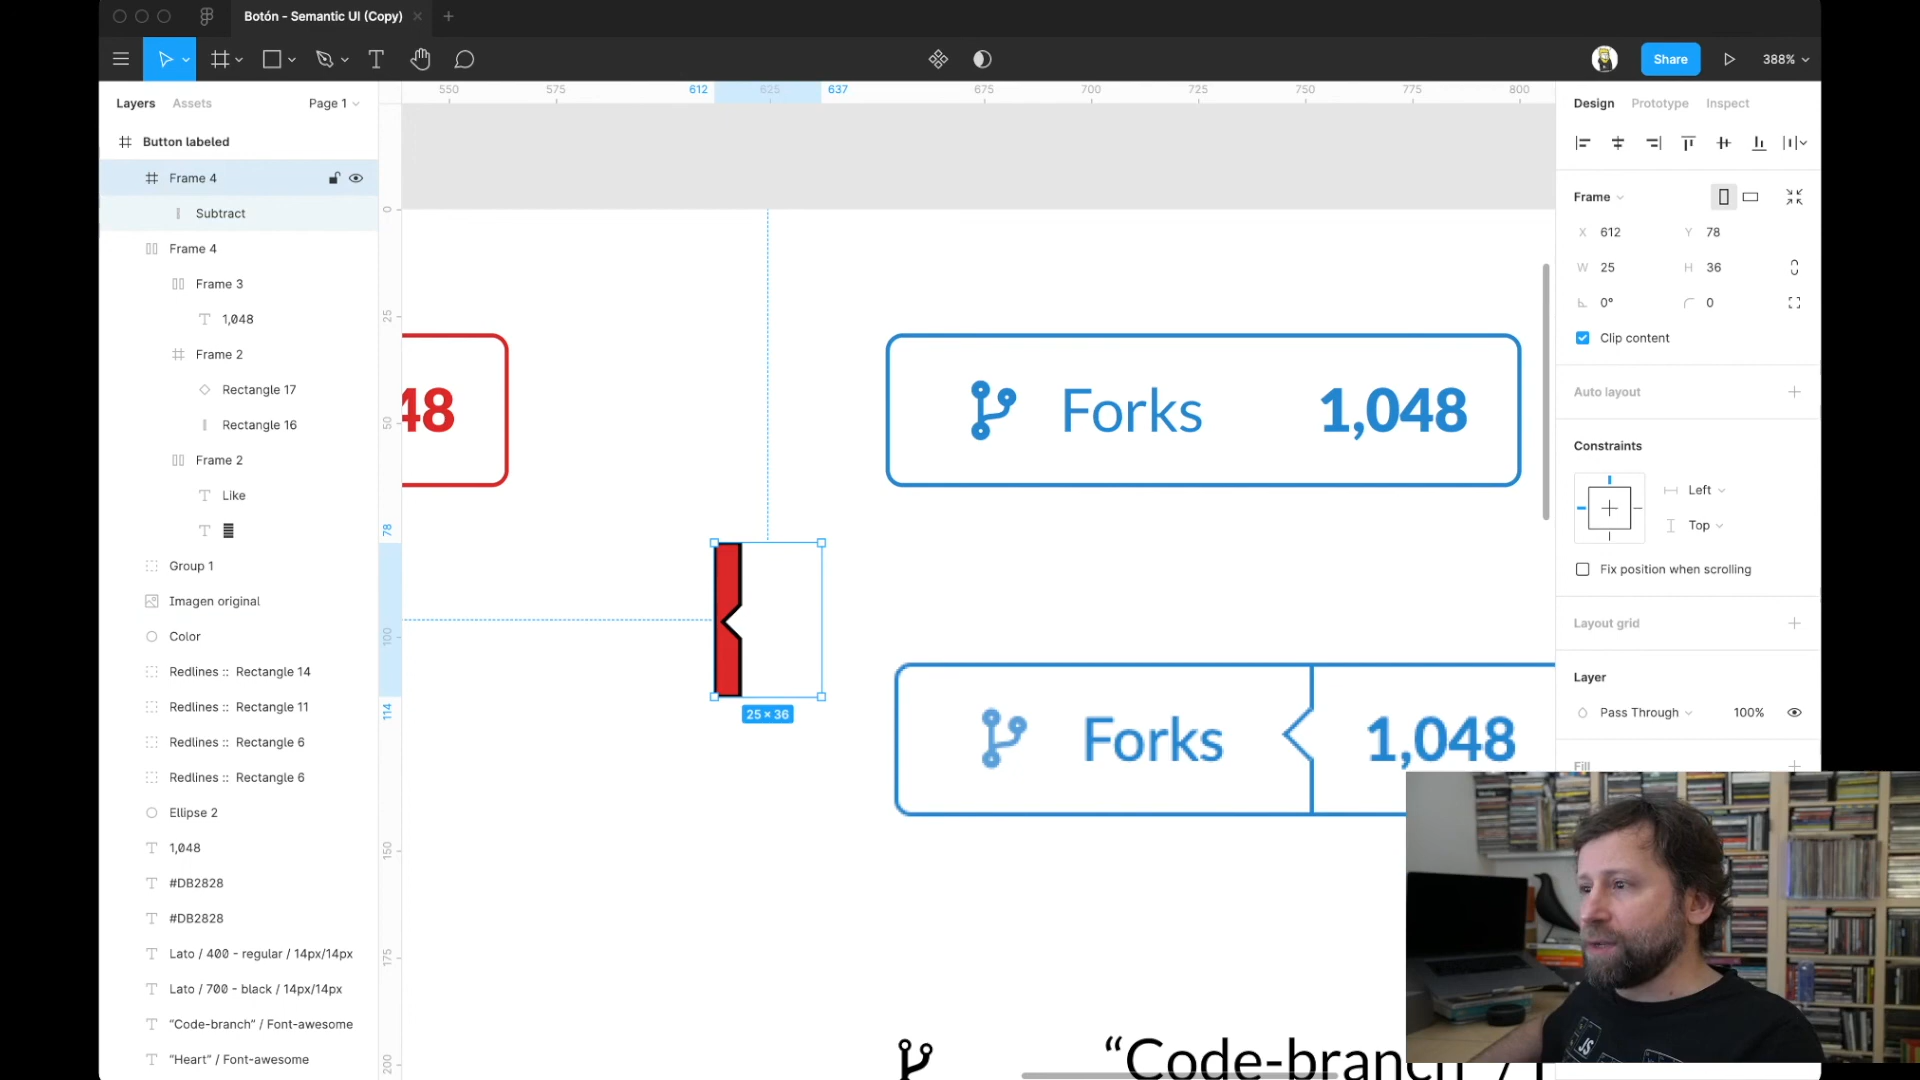 Botón - Semantic UI (Copy)
Share
388%
Layers
Assets
Page 1
550
575
612
625
637
675
700
725
750
775
800
Design
Prototype
Inspect
Button labeled
Frame 4
Subtract
Frame 4
Frame 3
1,048
Frame 2
Rectangle 17
Rectangle 16
Frame 2
Like
Group 1
Imagen original
Color
Redlines :: Rectangle 14
Redlines :: Rectangle 11
Redlines :: Rectangle 6
Redlines :: Rectangle 6
Ellipse 2
1,048
#DB2828
#DB2828
Lato / 400 - regular / 14px/14px
Lato / 700 - black / 14px/14px
“Code-branch” / Font-awesome
“Heart” / Font-awesome
0
25
50
78
100
114
150
175
200
48
Forks
1,048
25 × 36
Forks
1,048
“Code-branch” / 
Frame
X 612
Y 78
W 25
H 36
0°
0
Clip content
Auto layout
Constraints
Left
Top
Fix position when scrolling
Layout grid
Layer
Pass Through
100%
Fill
JS